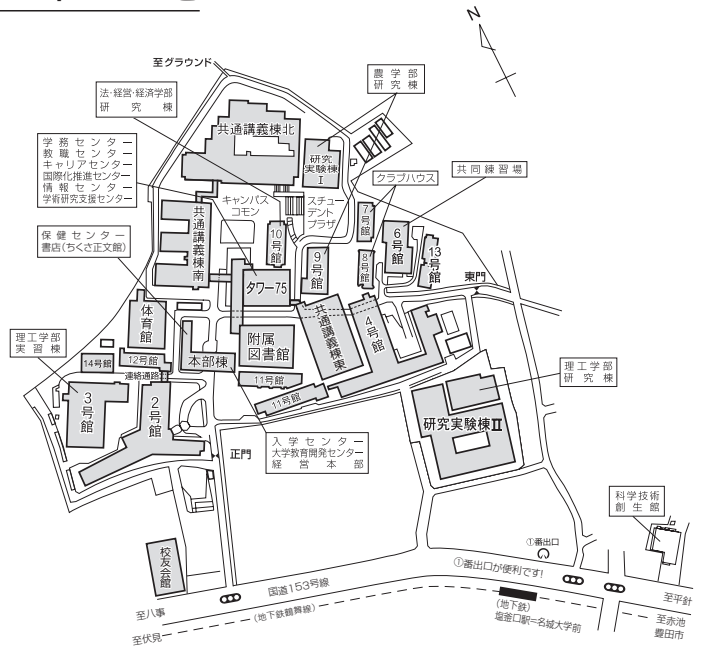 N
至グラウンド
法・経営・経済学部
研究棟
農学部
研究棟
共通講義棟北
研究
実験棟
I
学務センター
教職センター
キャリアセンター
国際化推進センター
情報センター
学術研究支援センター
クラブハウス
共同練習場
キャンパス
コモン
スチュー
デント
プラザ
共通講義棟南
10号館
7号館
6号館
13号館
保健センター
書店(ちくさ正文館)
9号館
8号館
東門
タワー75
体育館
共通講義棟東
4号館
附属
図書館
理工学部
実習棟
14号館
12号館
本部棟
連絡通路
11号館
11号館
理工学部
研究棟
3号館
2号館
研究実験棟II
正門
入学センター
大学教育開発センター
経営本部
科学技術
創生館
①番出口
①番出口が便利です!
校友会館
国道153号線
至八事
(地下鉄鶴舞線)
至伏見
(地下鉄)
塩釜口駅=名城大学前
至平針
至赤池
豊田市